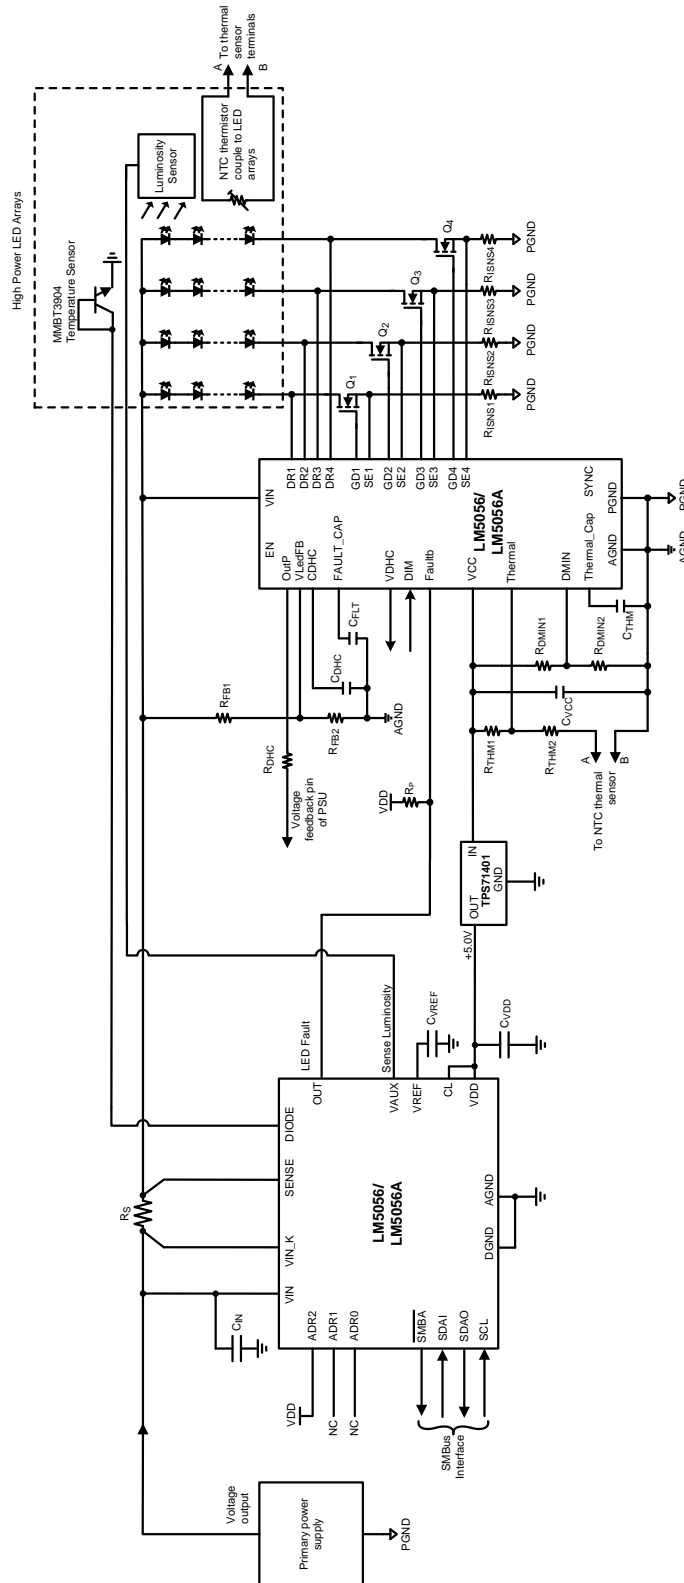 High Power LED Arrays
MMBT3904
Temperature Sensor
Luminosity
Sensor
NTC thermistor
couple to LED
arrays
A
To thermal
sensor
terminals
B
Voltage
output
Primary power
supply
PGND
RS
CIN
VIN
VIN_K
SENSE
DIODE
VDD
NC
NC
ADR2
ADR1
ADR0
SMBA
SDAI
SDAO
SCL
SMBus
Interface
LM5056/
LM5056A
DGND
AGND
OUT
VAUX
VREF
CL
VDD
LED Fault
Sense Luminosity
CVREF
CVDD
+5.0V
OUT
IN
TPS71401
GND
Voltage
feedback pin
of PSU
RDHC
RFB1
RFB2
CDHC
CFLT
AGND
VDD
RP
RTHM1
RTHM2
A
B
To NTC thermal
sensor
CVCC
RDMIN1
RDMIN2
CTHM
VIN
EN
OutP
VLedFB
CDHC
FAULT_CAP
VDHC
DIM
Faultb
VCC
Thermal
DMIN
Thermal_Cap
AGND
PGND
SYNC
LM5056/
LM5056A
DR1
DR2
DR3
DR4
GD1
SE1
GD2
SE2
GD3
SE3
GD4
SE4
AGND
PGND
Q1
Q2
Q3
Q4
RISNS1
RISNS2
RISNS3
RISNS4
PGND
PGND
PGND
PGND